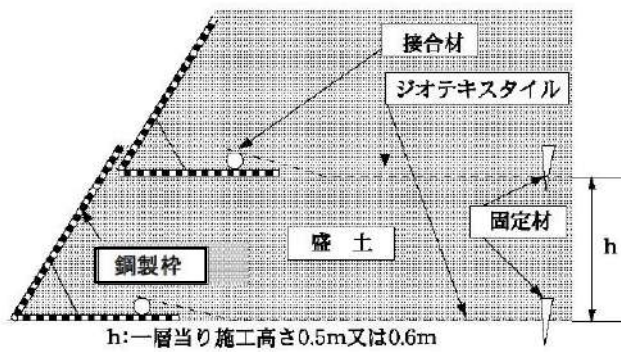 接合材
ジオテキスタイル
固定材
h
盛 土
鋼製枠
h:一層当り施工高さ0.5m又は0.6m